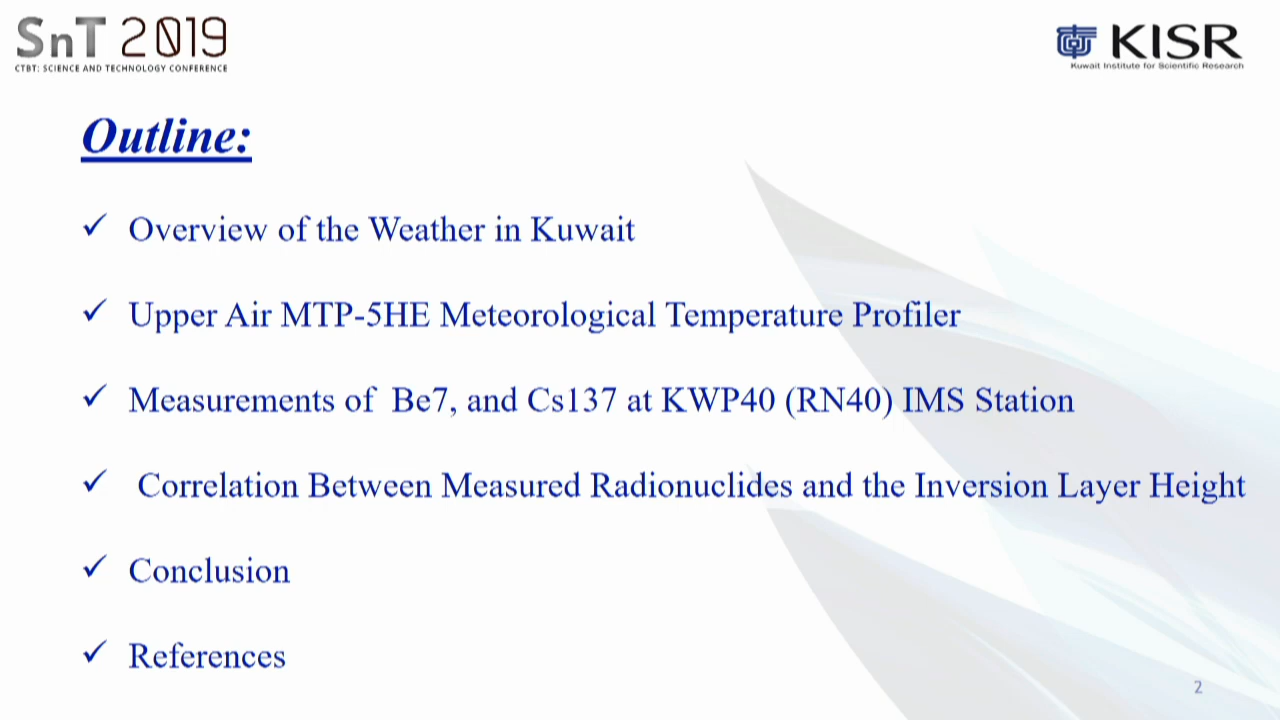 SnT 2019
CTBT: SCIENCE AND TECHNOLOGY CONFERENCE
KISR
Kuwait Institute for Scientific Research
Outline:
✓ Overview of the Weather in Kuwait
✓ Upper Air MTP-5HE Meteorological Temperature Profiler
✓ Measurements of Be7, and Cs137 at KWP40 (RN40) IMS Station
✓ Correlation Between Measured Radionuclides and the Inversion Layer Height
✓ Conclusion
✓ References
2